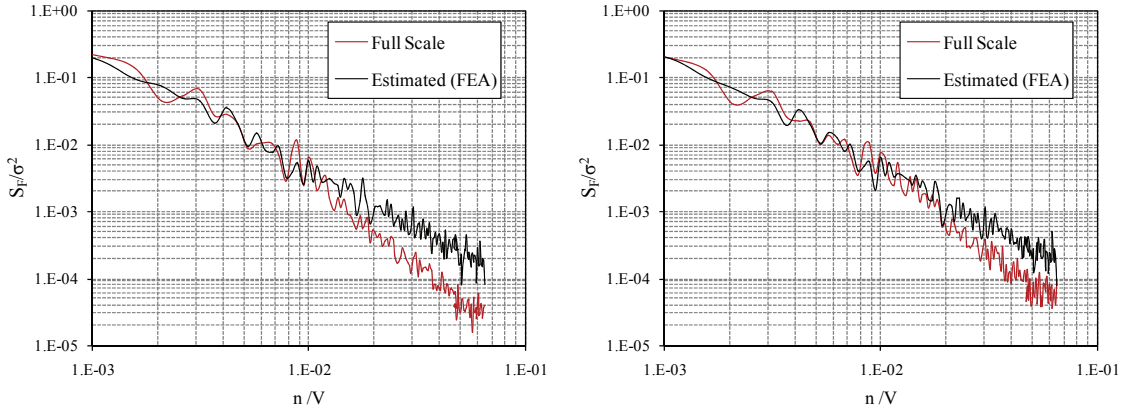 1.E+00
1.E-01
1.E-02
1.E-03
1.E-04
1.E-05
S_F/σ²
Full Scale
Estimated (FEA)
1.E-03
1.E-02
1.E-01
n /V
1.E+00
1.E-01
1.E-02
1.E-03
1.E-04
1.E-05
S_F/σ²
Full Scale
Estimated (FEA)
1.E-03
1.E-02
1.E-01
n /V